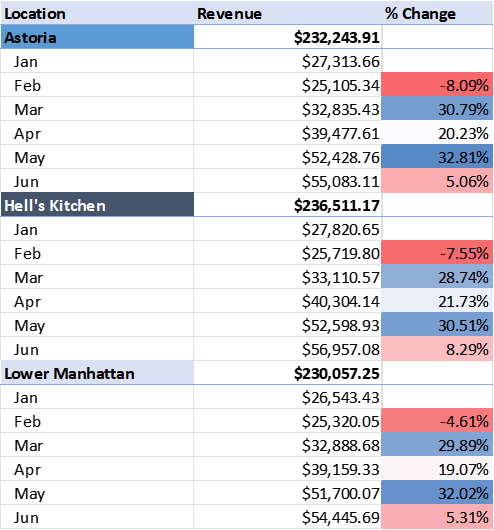 Location Revenue % Change
Astoria $232,243.91
Jan $27,313.66
Feb $25,105.34 -8.09%
Mar $32,835.43 30.79%
Apr $39,477.61 20.23%
May $52,428.76 32.81%
Jun $55,083.11 5.06%
Hell's Kitchen $236,511.17
Jan $27,820.65
Feb $25,719.80 -7.55%
Mar $33,110.57 28.74%
Apr $40,304.14 21.73%
May $52,598.93 30.51%
Jun $56,957.08 8.29%
Lower Manhattan $230,057.25
Jan $26,543.43
Feb $25,320.05 -4.61%
Mar $32,888.68 29.89%
Apr $39,159.33 19.07%
May $51,700.07 32.02%
Jun $54,445.69 5.31%